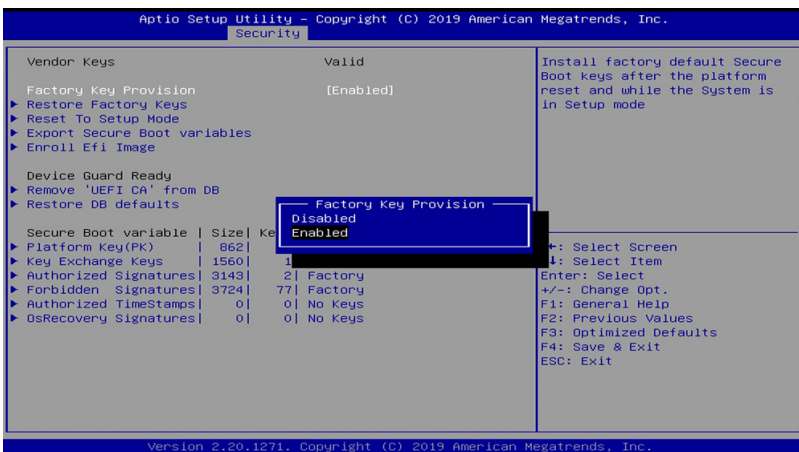 Aptio Setup Utility – Copyright (C) 2019 American Megatrends, Inc.
Security
Vendor Keys Valid
Factory Key Provision [Enabled]
► Restore Factory Keys
► Reset To Setup Mode
► Export Secure Boot variables
► Enroll Efi Image
Device Guard Ready
► Remove 'UEFI CA' from DB
► Restore DB defaults
Secure Boot variable | Size| Ke
► Platform Key(PK) | 862|
► Key Exchange Keys | 1560| 1
► Authorized Signatures| 3143| 2| Factory
► Forbidden Signatures| 3724| 77| Factory
► Authorized TimeStamps| 0| 0| No Keys
► OsRecovery Signatures| 0| 0| No Keys
Factory Key Provision
Disabled
Enabled
Install factory default Secure
Boot keys after the platform
reset and while the System is
in Setup mode
←: Select Screen
↓: Select Item
Enter: Select
+/-: Change Opt.
F1: General Help
F2: Previous Values
F3: Optimized Defaults
F4: Save & Exit
ESC: Exit
Version 2.20.1271. Copyright (C) 2019 American Megatrends, Inc.